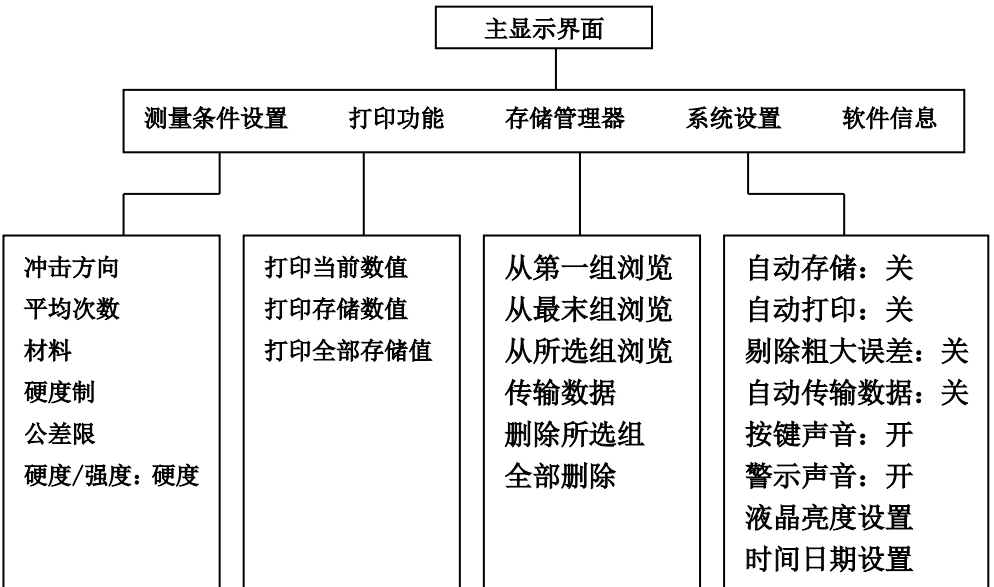 主显示界面
测量条件设置 打印功能 存储管理器 系统设置 软件信息
冲击方向
平均次数
材料
硬度制
公差限
硬度/强度：硬度
打印当前数值
打印存储数值
打印全部存储值
从第一组浏览
从最末组浏览
从所选组浏览
传输数据
删除所选组
全部删除
自动存储：关
自动打印：关
剔除粗大误差：关
自动传输数据：关
按键声音：开
警示声音：开
液晶亮度设置
时间日期设置